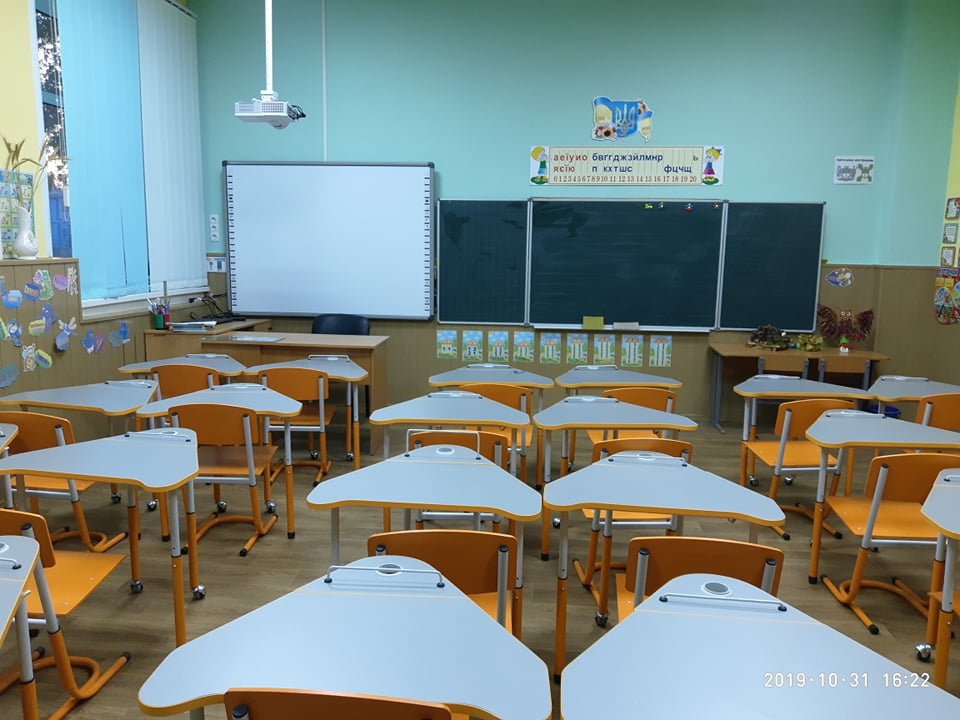 аеіуио бвгґджзйлмнр ь
яєїю п кхтшс фцчщ
0 1 2 3 4 5 6 7 8 9 10 11 12 13 14 15 16 17 18 19 20
2019·10·31 16:22